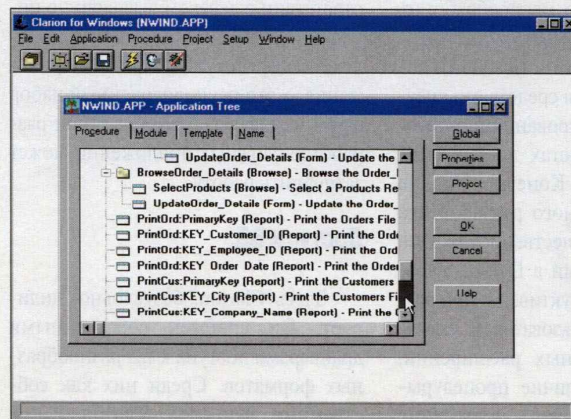 Clarion for Windows (NWIND.APP)
File Edit Application Procedure Project Setup Window Help
NWIND.APP - Application Tree
Procedure Module Template Name
UpdateOrder_Details (Form) - Update the
BrowseOrder_Details (Browse) - Browse the Order_
SelectProducts (Browse) - Select a Products Re
UpdateOrder_Details (Form) - Update the Order_
PrintOrd:PrimaryKey (Report) - Print the Orders File
PrintOrd:KEY_Customer_ID (Report) - Print the Orde
PrintOrd:KEY_Employee_ID (Report) - Print the Orde
PrintOrd:KEY_Order_Date (Report) - Print the Order
PrintCus:PrimaryKey (Report) - Print the Customers
PrintCus:KEY_City (Report) - Print the Customers Fi
PrintCus:KEY_Company_Name (Report) - Print the C
Global
Properties
Project
OK
Cancel
Help